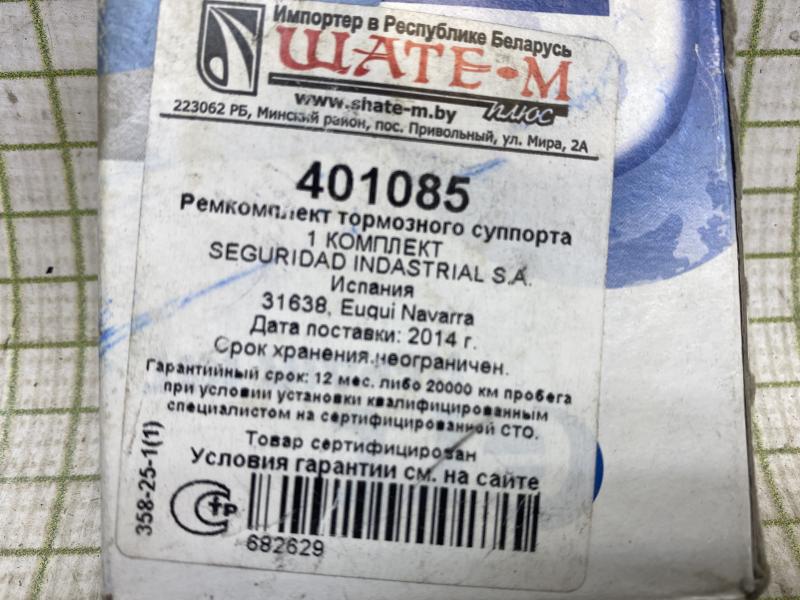 Импортер в Республике Беларусь
ШАТЕ-М
плюс
www.shate-m.by
223062 РБ, Минский район, пос. Привольный, ул. Мира, 2А
401085
Ремкомплект тормозного суппорта
1 КОМПЛЕКТ
SEGURIDAD INDASTRIAL S.A.
Испания
31638, Euqui Navarra
Дата поставки: 2014 г.
Срок хранения.неограничен.
Гарантийный срок: 12 мес. либо 20000 км пробега
при условии установки квалифицированным
специалистом на сертифицированной СТО.
Товар сертифицирован
Условия гарантии см. на сайте
358-25-1(1)
682629